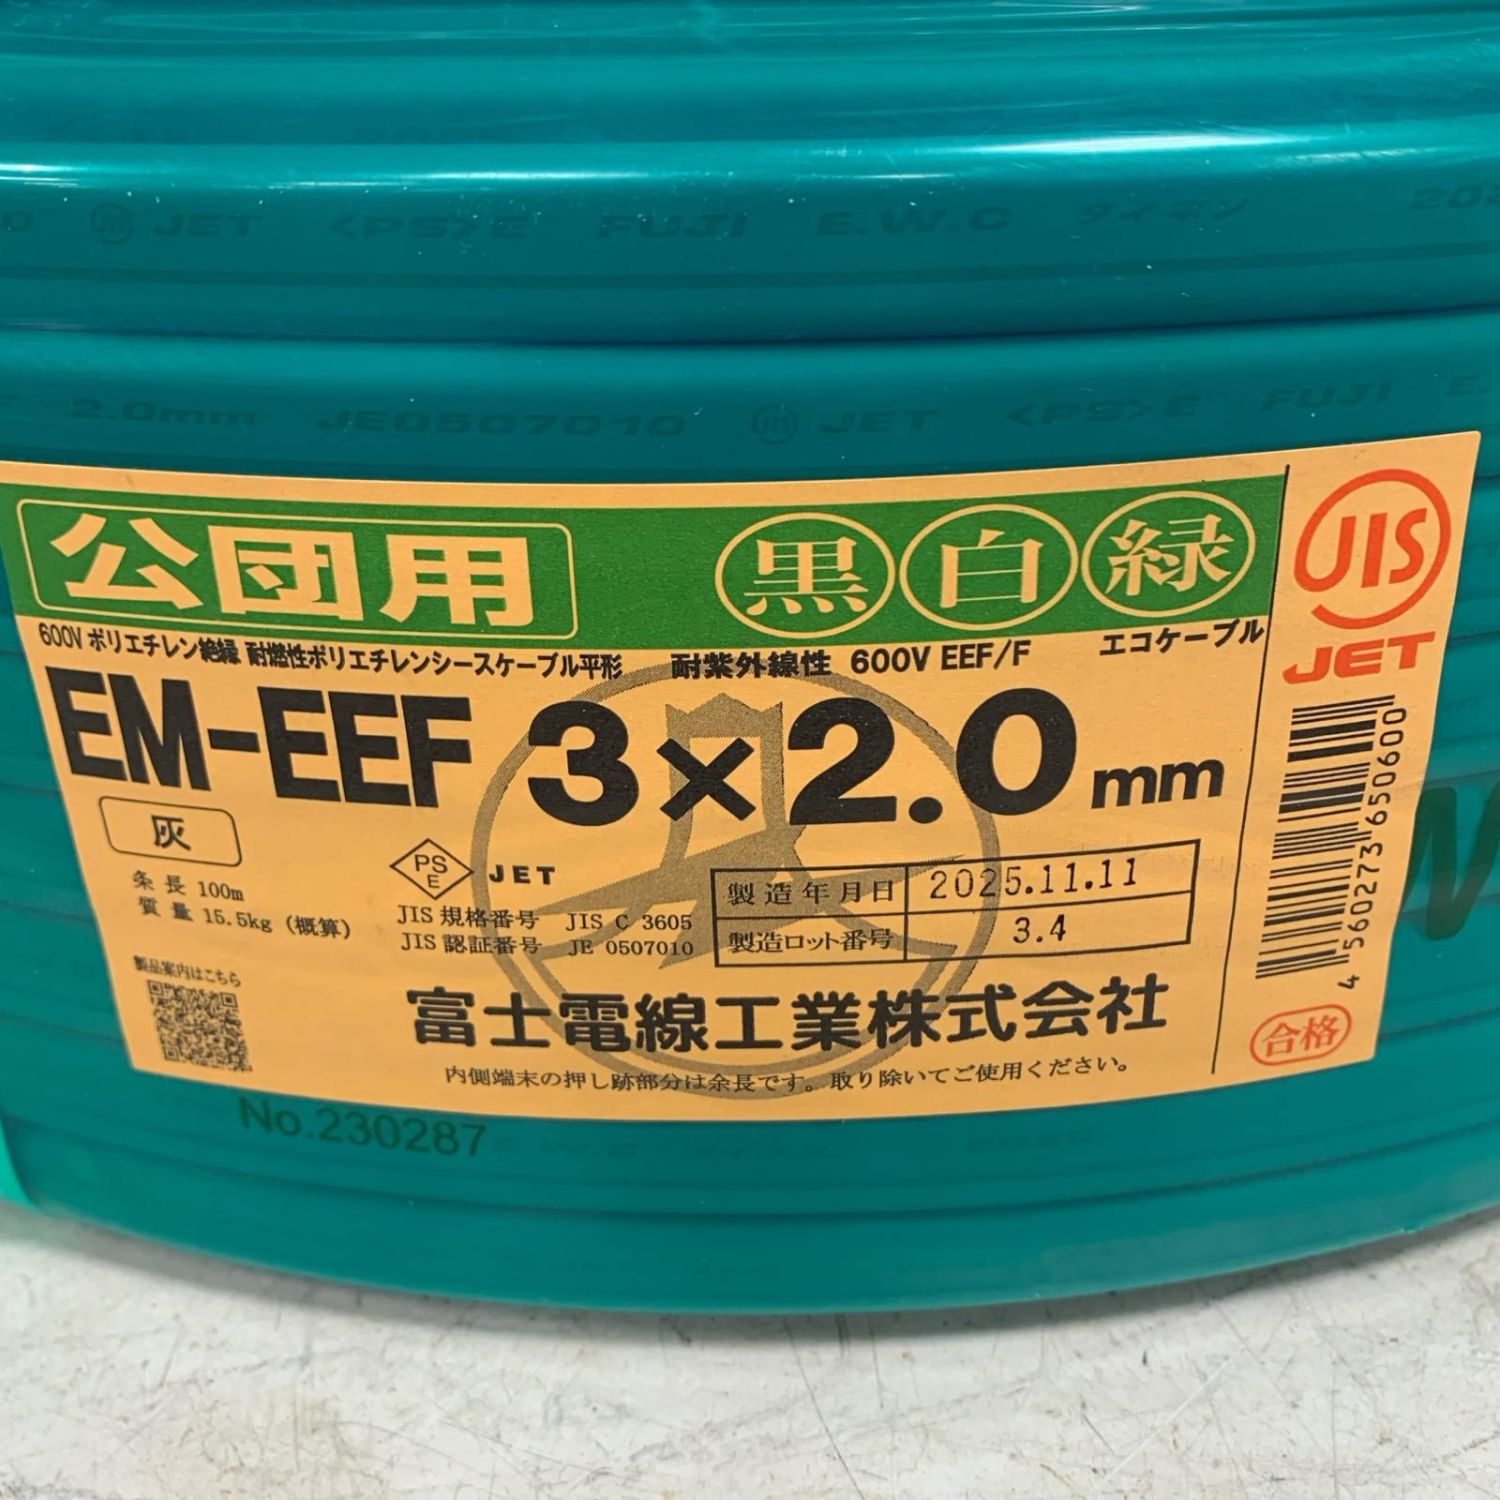 JET <PS>E FUJI E.W.C タイネン
2.0mm JE0507010 JIS JET <PS>E FUJI E.
公団用 黒 白 緑
JIS
JET
600V ポリエチレン絶縁 耐燃性ポリエチレンシースケーブル平形 耐紫外線性 600V EEF/F エコケーブル
EM-EEF 3×2.0mm
灰
条長 100m
質量 15.5kg (概算)
PS
E
JET
JIS 規格番号 JIS C 3605
JIS 認証番号 JE 0507010
製造年月日 2025.11.11
製造ロット番号 3.4
製品案内はこちら
富士電線工業株式会社
内側端末の押し跡部分は余長です。取り除いてご使用ください。
4 560273 650600
合格
No.230287